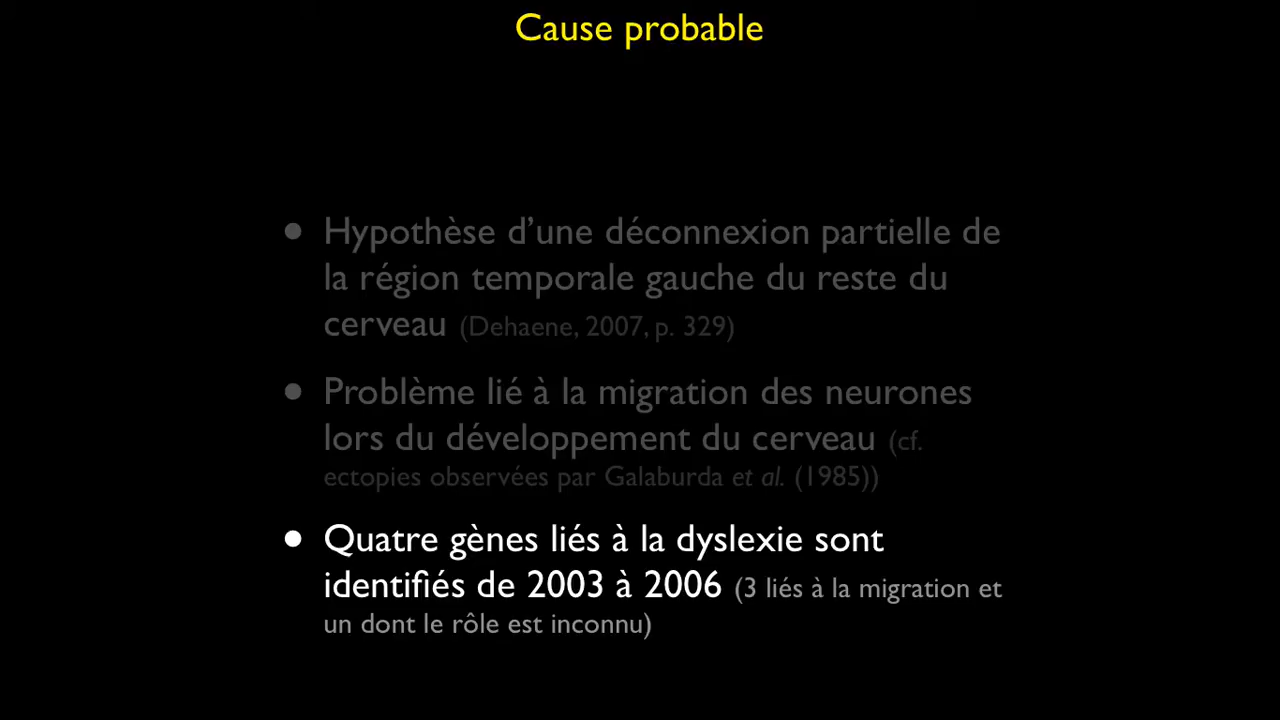 Cause probable
• Hypothèse d’une déconnexion partielle de
la région temporale gauche du reste du
cerveau (Dehaene, 2007, p. 329)
• Problème lié à la migration des neurones
lors du développement du cerveau (cf.
ectopies observées par Galaburda et al. (1985))
• Quatre gènes liés à la dyslexie sont
identifiés de 2003 à 2006 (3 liés à la migration et
un dont le rôle est inconnu)